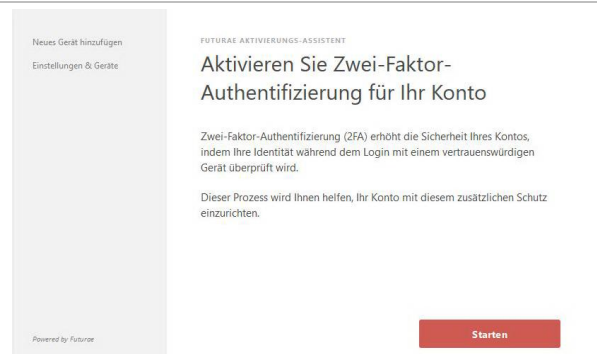 Neues Gerät hinzufügen
Einstellungen & Geräte
FUTURAE AKTIVIERUNGS-ASSISTENT
Aktivieren Sie Zwei-Faktor-
Authentifizierung für Ihr Konto
Zwei-Faktor-Authentifizierung (2FA) erhöht die Sicherheit Ihres Kontos,
indem Ihre Identität während dem Login mit einem vertrauenswürdigen
Gerät überprüft wird.
Dieser Prozess wird Ihnen helfen, Ihr Konto mit diesem zusätzlichen Schutz
einzurichten.
Powered by Futurae
Starten